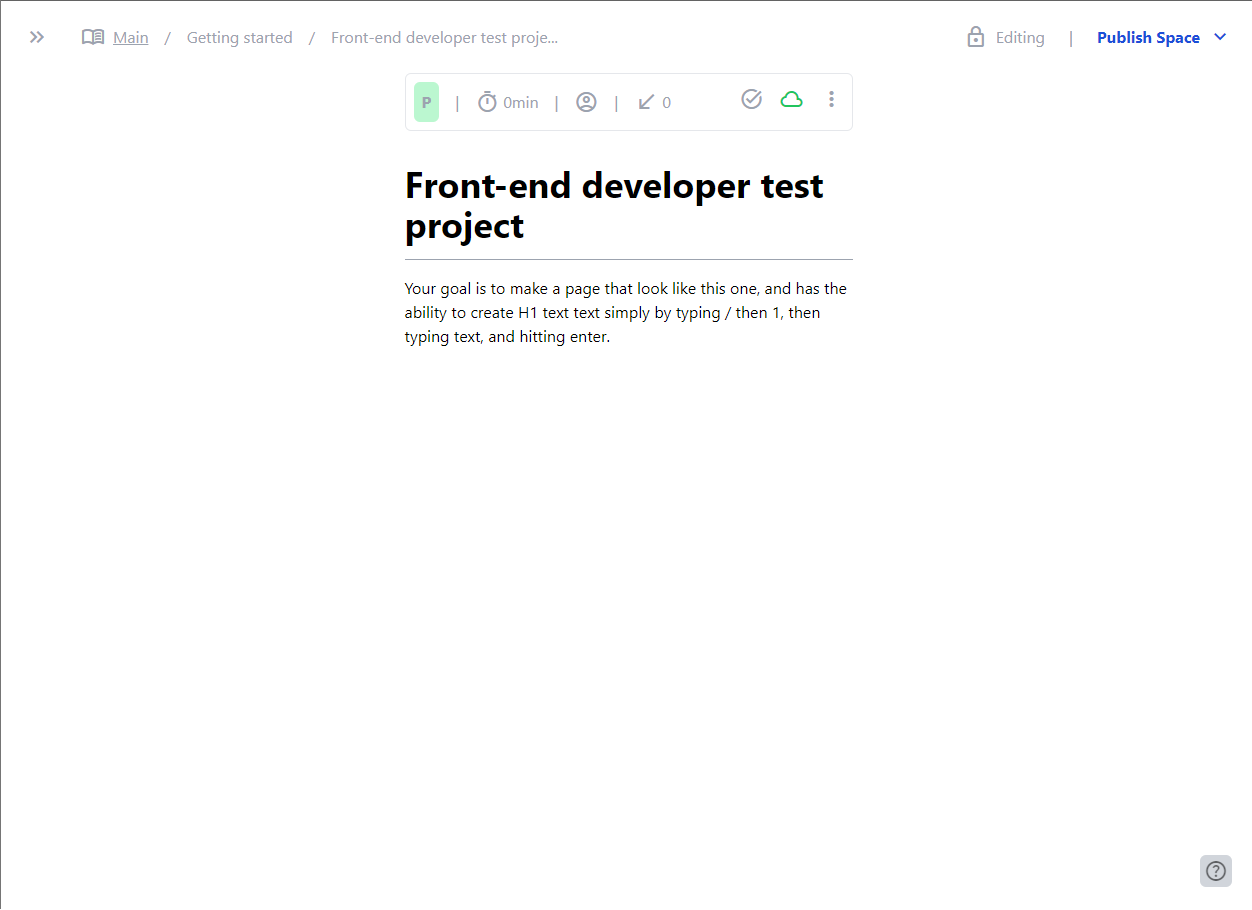 Main / Getting started / Front-end developer test proje...
Editing | Publish Space
P | 0min | | 0
Front-end developer test
project
Your goal is to make a page that look like this one, and has the
ability to create H1 text text simply by typing / then 1, then
typing text, and hitting enter.